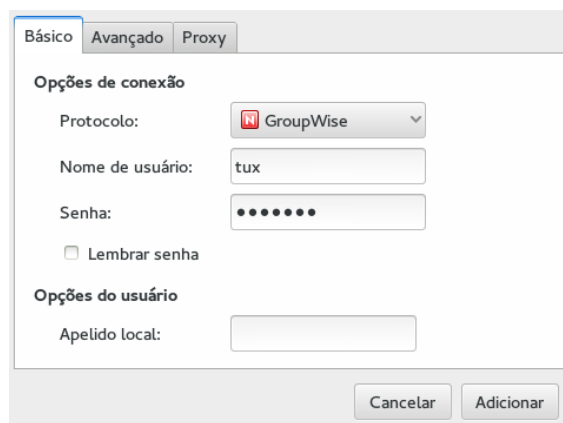 Básico Avançado Proxy
Opções de conexão
Protocolo: GroupWise
Nome de usuário: tux
Senha: •••••••
Lembrar senha
Opções do usuário
Apelido local:
Cancelar Adicionar